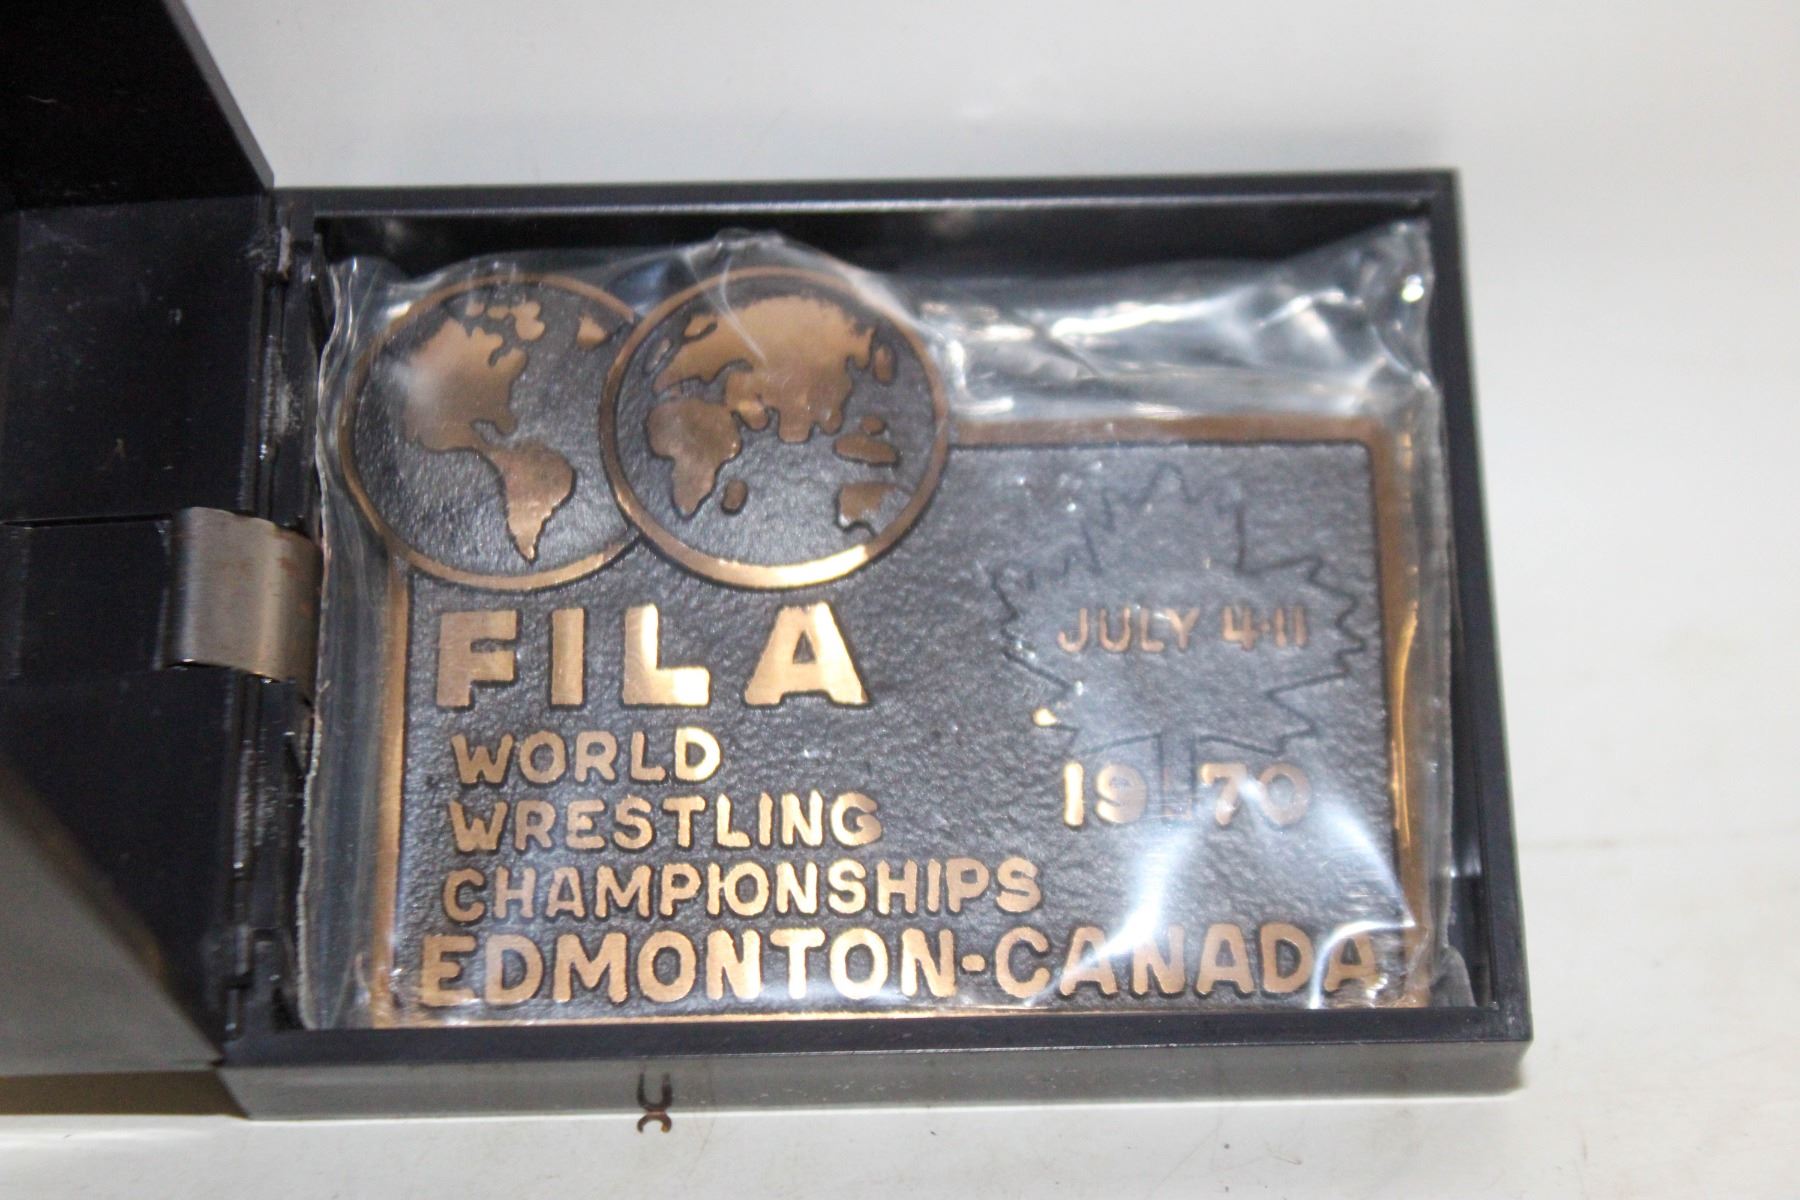 FILA
WORLD
WRESTLING
CHAMPIONSHIPS
EDMONTON-CANADA
JULY 4-11
1970